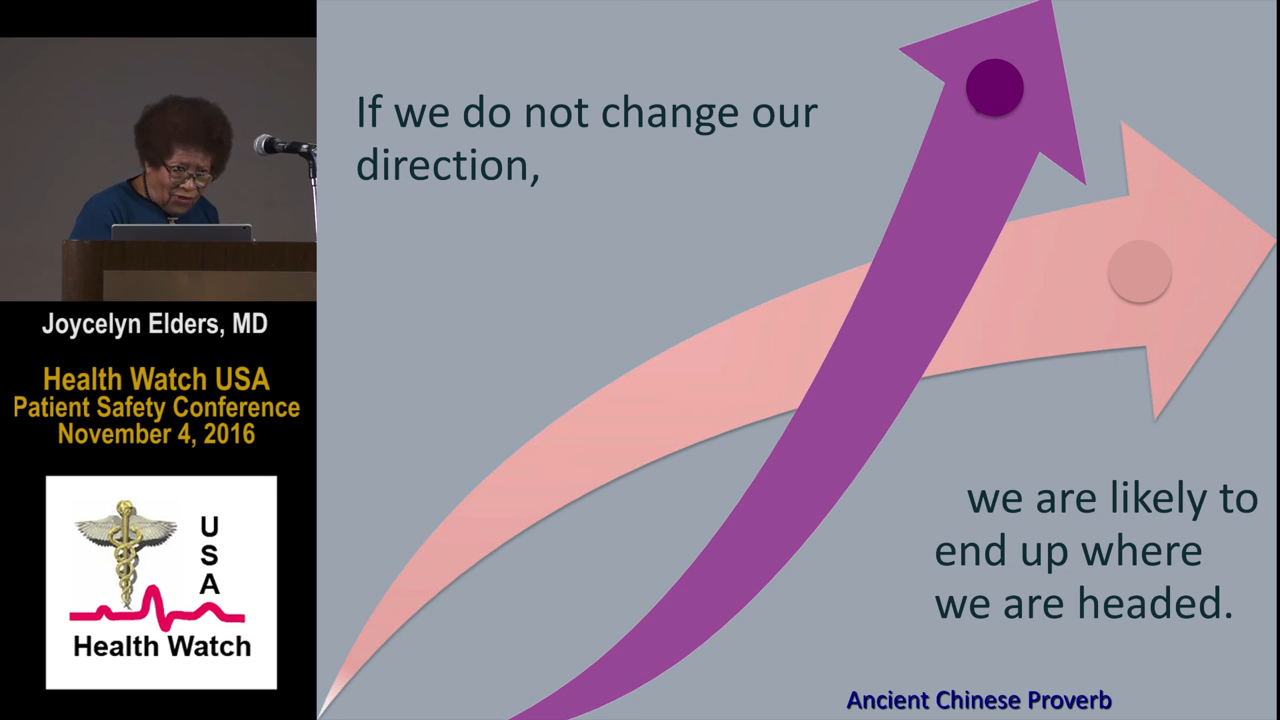 If we do not change our
direction,
we are likely to
end up where
we are headed.
Ancient Chinese Proverb
Joycelyn Elders, MD
Health Watch USA
Patient Safety Conference
November 4, 2016
U
S
A
Health Watch